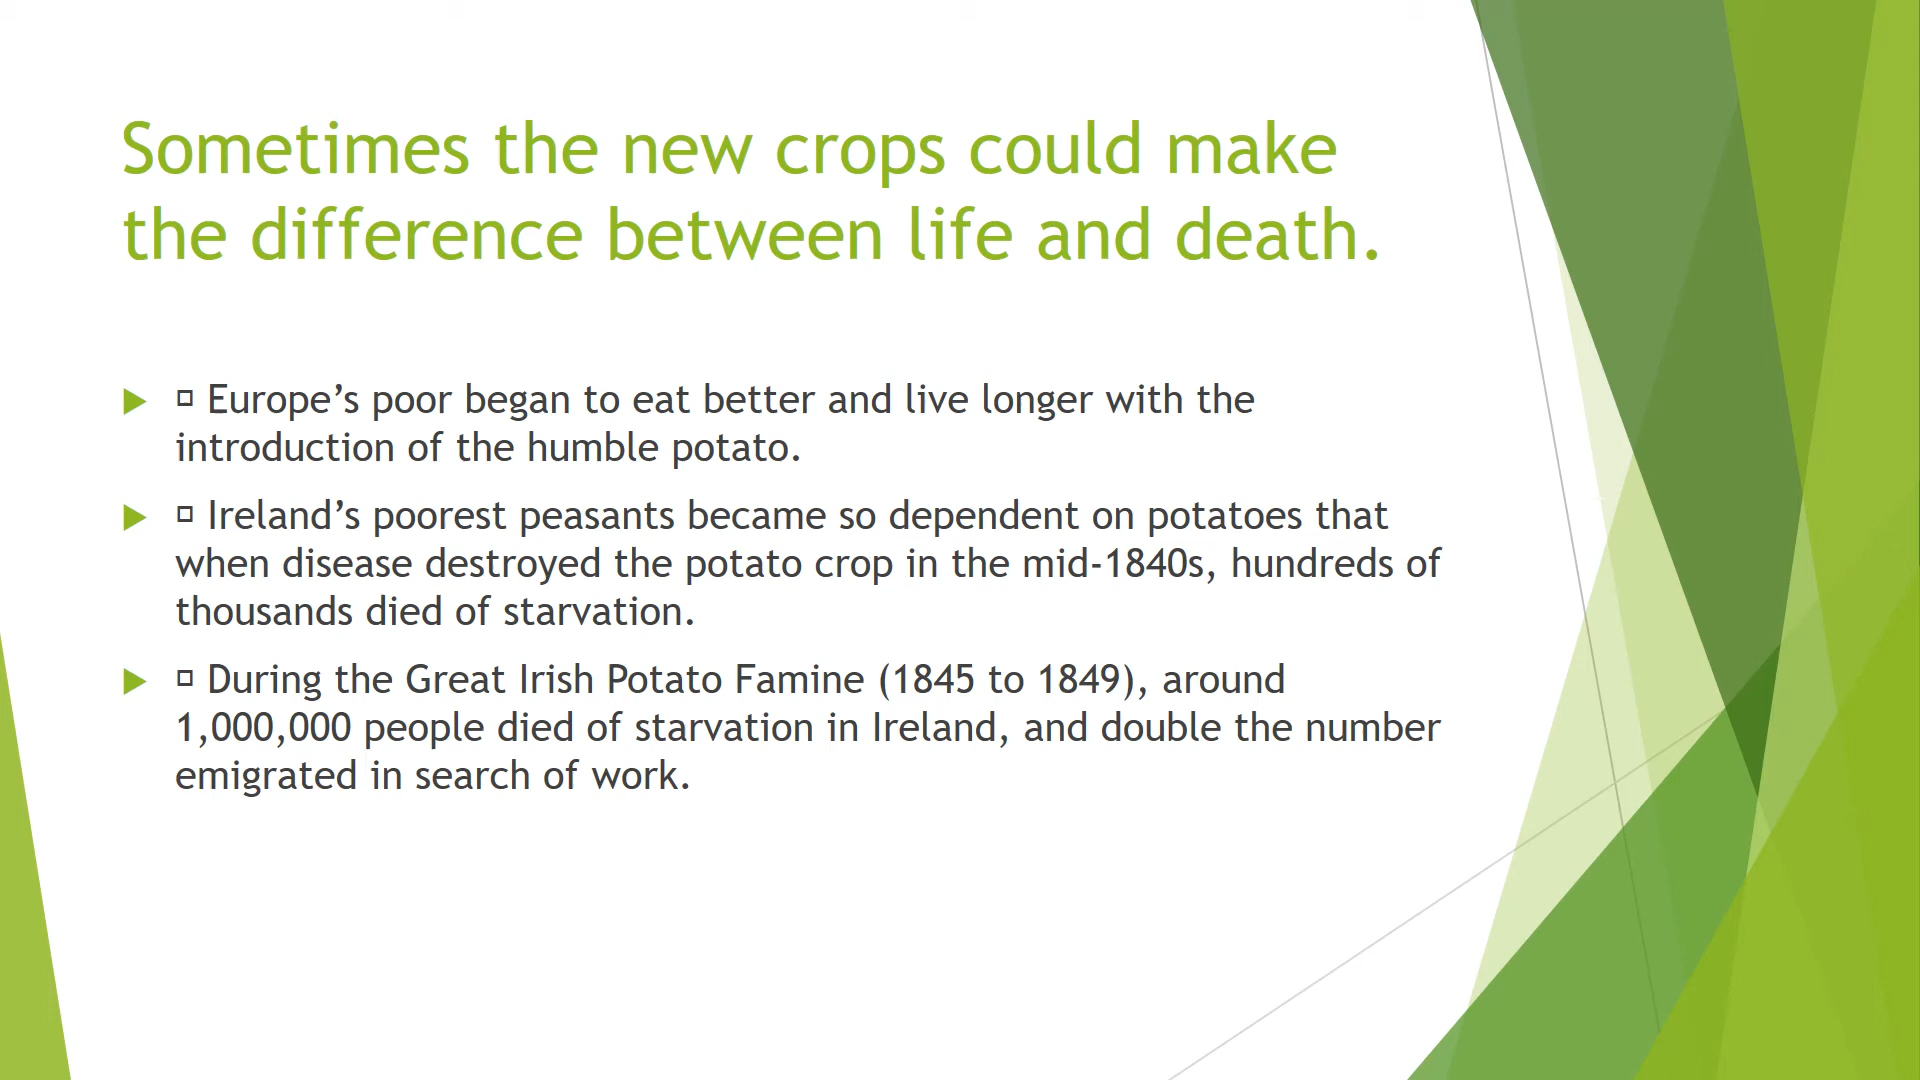 Sometimes the new crops could make
the difference between life and death.
▶ □ Europe’s poor began to eat better and live longer with the
introduction of the humble potato.
▶ □ Ireland’s poorest peasants became so dependent on potatoes that
when disease destroyed the potato crop in the mid-1840s, hundreds of
thousands died of starvation.
▶ □ During the Great Irish Potato Famine (1845 to 1849), around
1,000,000 people died of starvation in Ireland, and double the number
emigrated in search of work.